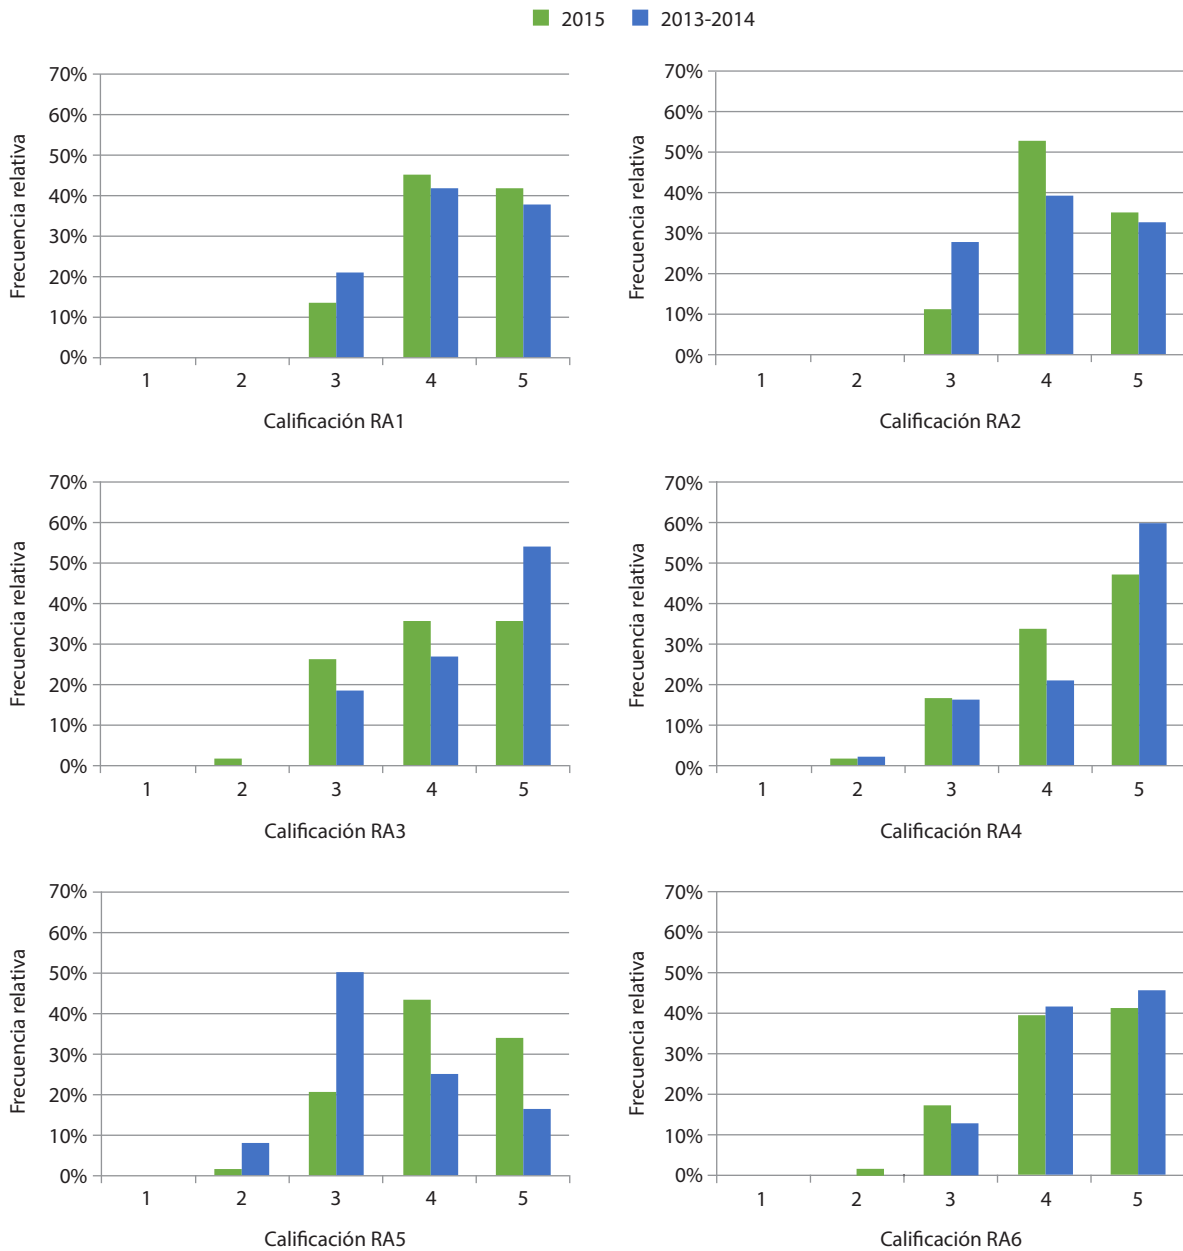 2015 2013-2014
70%
60%
50%
40%
30%
20%
10%
0%
Frecuencia relativa
1 2 3 4 5
Calificación RA1
70%
60%
50%
40%
30%
20%
10%
0%
Frecuencia relativa
1 2 3 4 5
Calificación RA2
70%
60%
50%
40%
30%
20%
10%
0%
Frecuencia relativa
1 2 3 4 5
Calificación RA3
70%
60%
50%
40%
30%
20%
10%
0%
Frecuencia relativa
1 2 3 4 5
Calificación RA4
70%
60%
50%
40%
30%
20%
10%
0%
Frecuencia relativa
1 2 3 4 5
Calificación RA5
70%
60%
50%
40%
30%
20%
10%
0%
Frecuencia relativa
1 2 3 4 5
Calificación RA6